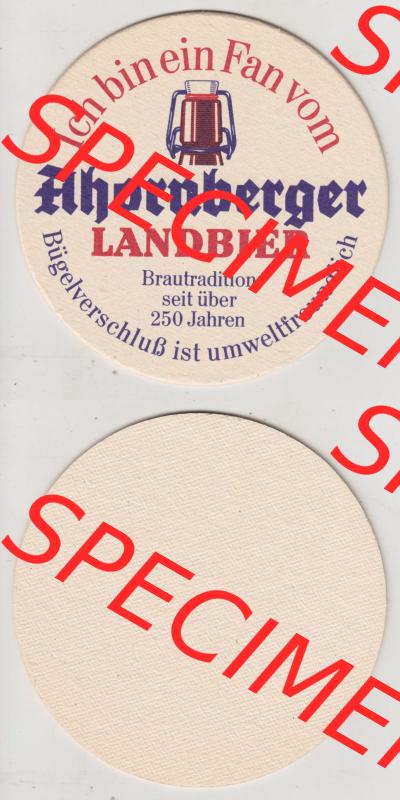 Ich bin ein Fan vom
Ahornberger
LANDBIER
Brautradition
seit über
250 Jahren
Bügelverschluß ist umweltfreundlich
SPECIMEN
SPECIMEN